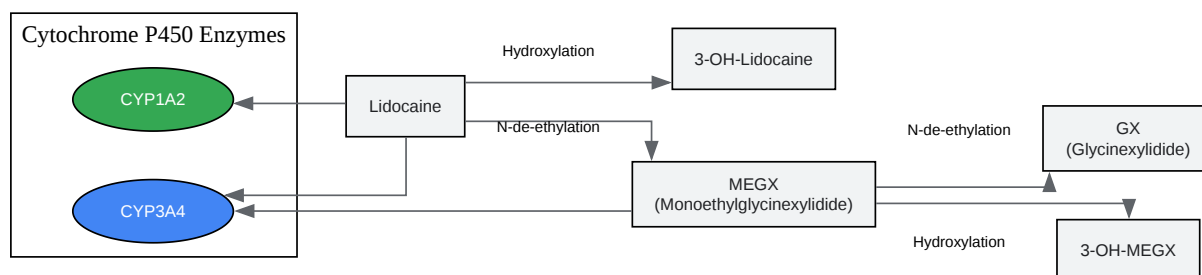 Cytochrome P450 Enzymes
CYP1A2
CYP3A4
Lidocaine
Hydroxylation
3-OH-Lidocaine
N-de-ethylation
MEGX
(Monoethylglycinexylidide)
N-de-ethylation
GX
(Glycinexylidide)
Hydroxylation
3-OH-MEGX